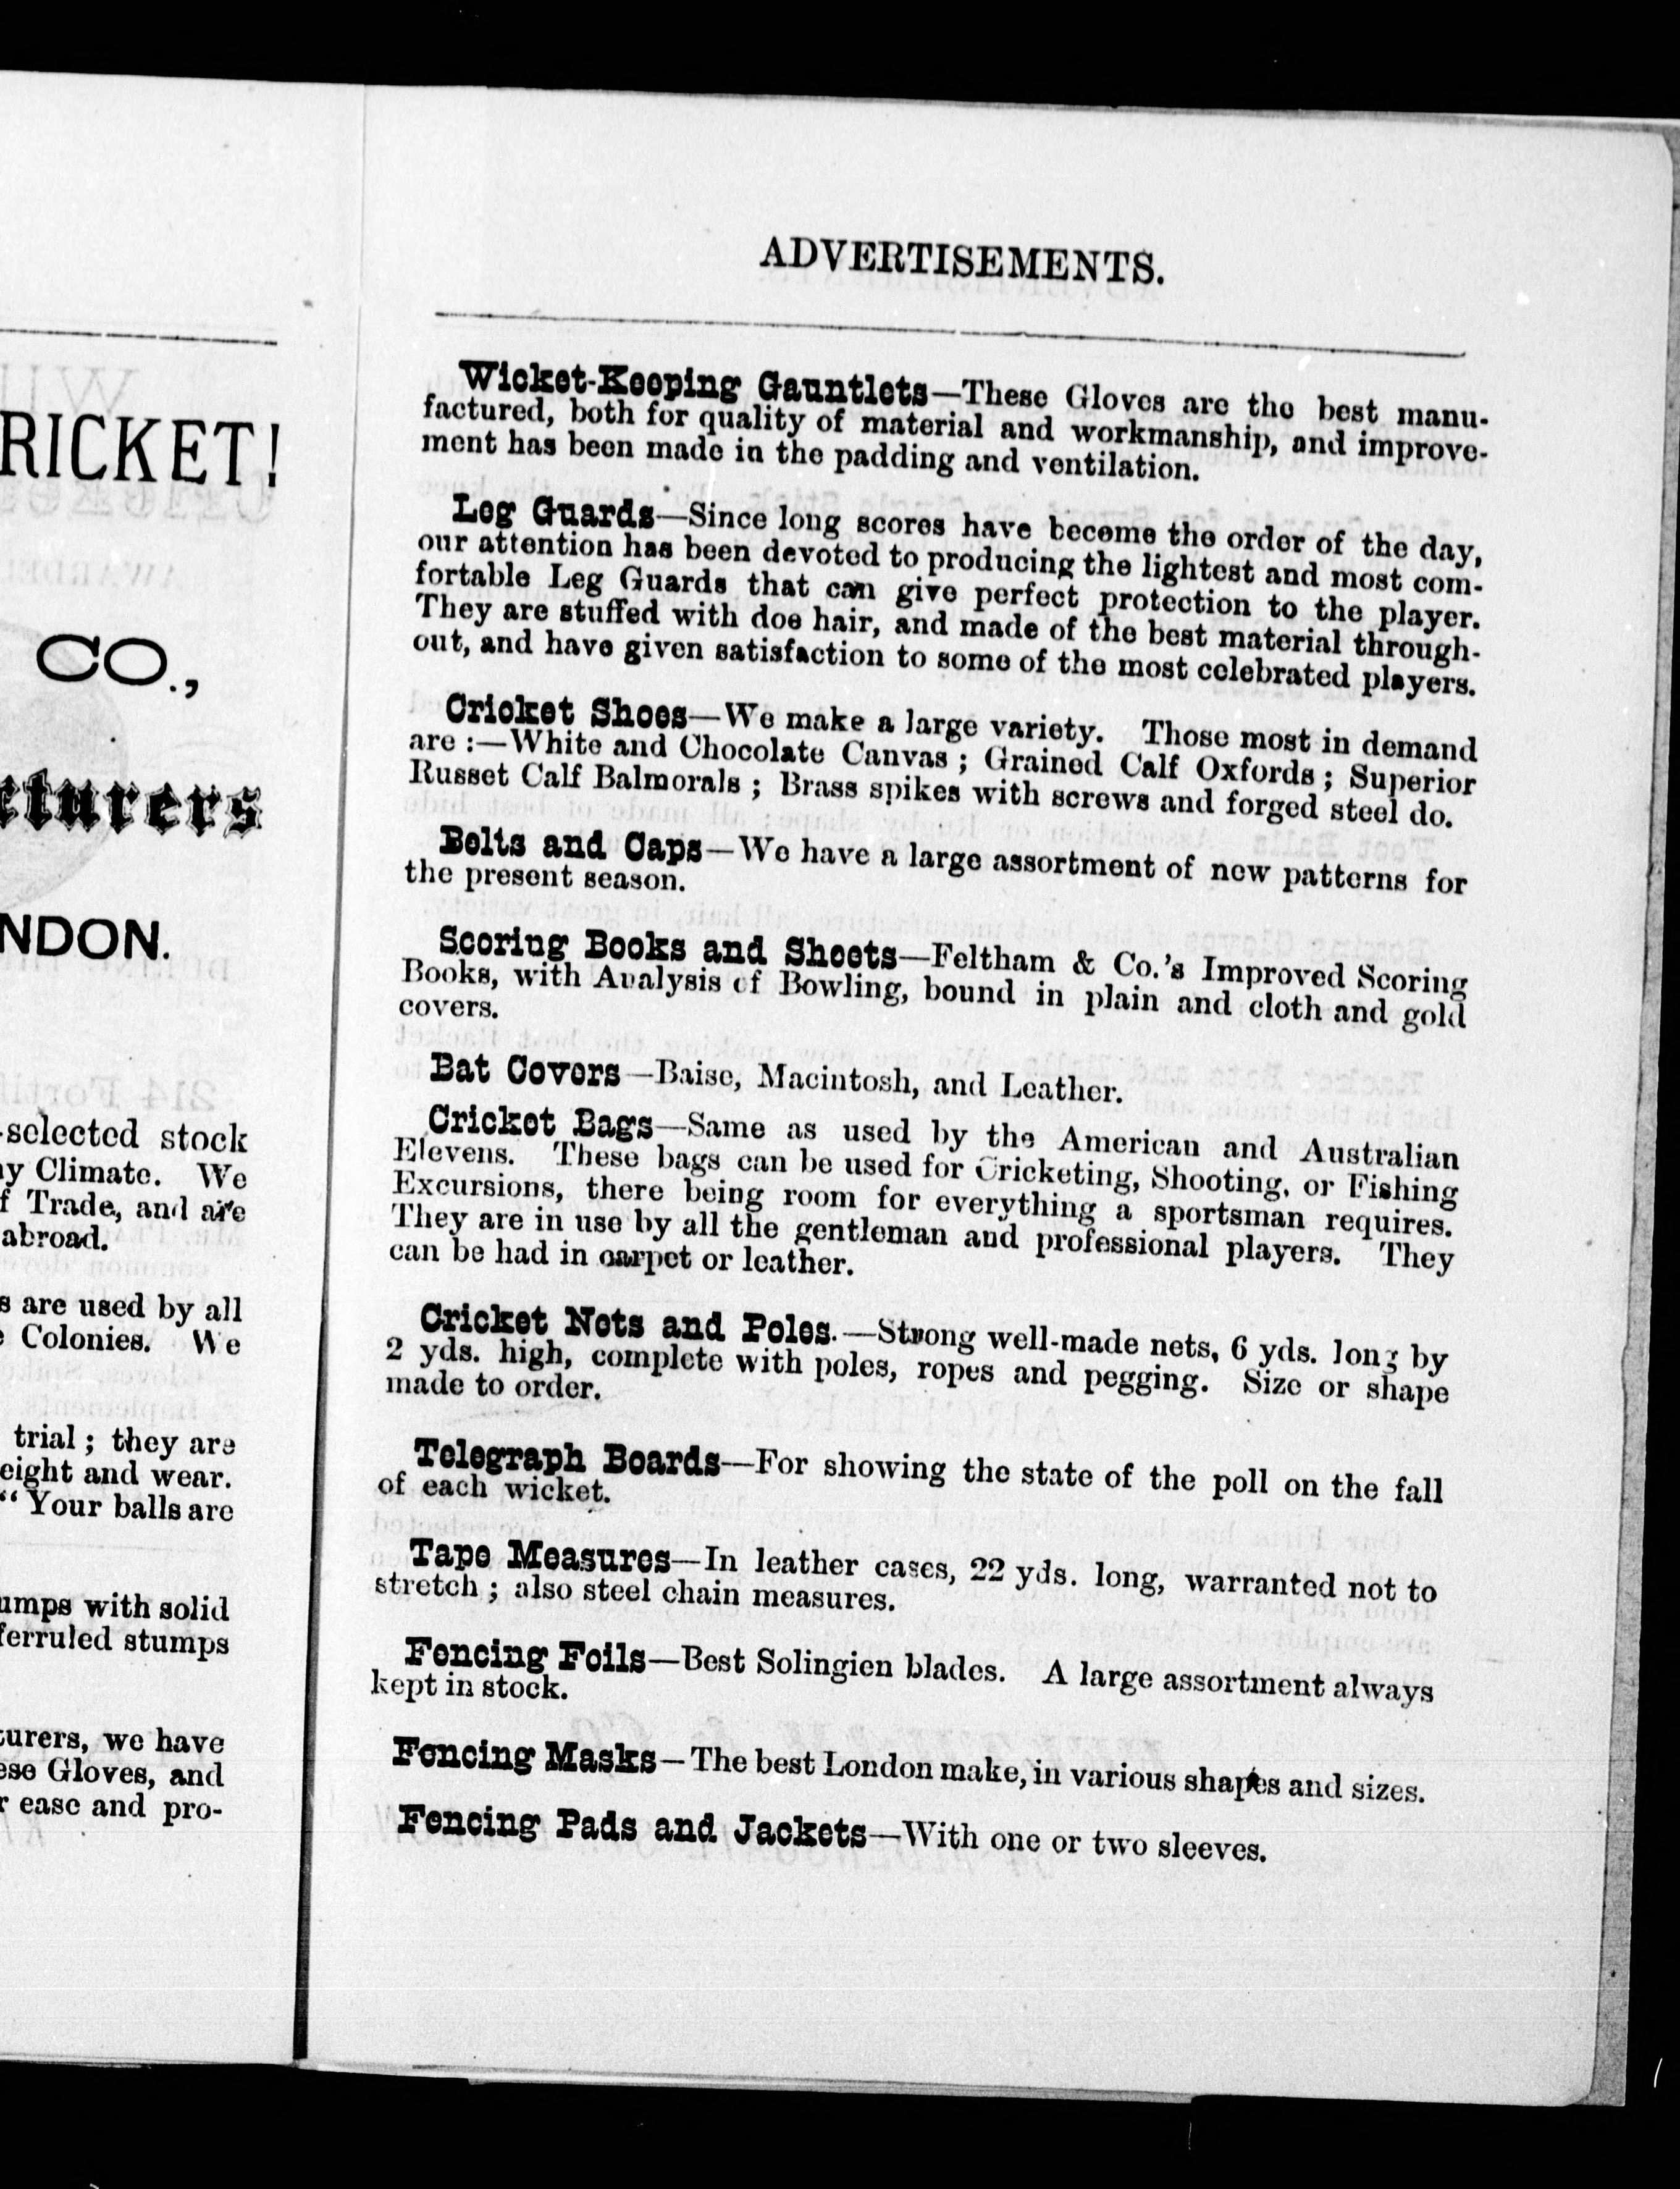 RICKET!
CO.,
cturers
NDON.
-selected stock
ny Climate. We
f Trade, and are
abroad.
s are used by all
e Colonies. We
trial ; they are
eight and wear.
"Your balls are
umps with solid
ferruled stumps
turers, we have
ese Gloves, and
r ease and pro-
ADVERTISEMENTS.
Wicket-Keeping Gauntlets—These Gloves are the best manu-
factured, both for quality of material and workmanship, and improve-
ment has been made in the padding and ventilation.
Leg Guards—Since long scores have become the order of the day,
our attention has been devoted to producing the lightest and most com-
fortable Leg Guards that can give perfect protection to the player.
They are stuffed with doe hair, and made of the best material through-
out, and have given satisfaction to some of the most celebrated players.
Cricket Shoes—We make a large variety. Those most in demand
are :—White and Chocolate Canvas ; Grained Calf Oxfords ; Superior
Russet Calf Balmorals ; Brass spikes with screws and forged steel do.
Belts and Caps—We have a large assortment of new patterns for
the present season.
Scoring Books and Sheets—Feltham & Co.'s Improved Scoring
Books, with Analysis of Bowling, bound in plain and cloth and gold
covers.
Bat Covers—Baise, Macintosh, and Leather.
Cricket Bags—Same as used by the American and Australian
Elevens. These bags can be used for Cricketing, Shooting, or Fishing
Excursions, there being room for everything a sportsman requires.
They are in use by all the gentleman and professional players. They
can be had in carpet or leather.
Cricket Nets and Poles.—Strong well-made nets, 6 yds. long by
2 yds. high, complete with poles, ropes and pegging. Size or shape
made to order.
Telegraph Boards—For showing the state of the poll on the fall
of each wicket.
Tape Measures—In leather cases, 22 yds. long, warranted not to
stretch ; also steel chain measures.
Fencing Foils—Best Solingien blades. A large assortment always
kept in stock.
Fencing Masks—The best London make, in various shapes and sizes.
Fencing Pads and Jackets—With one or two sleeves.